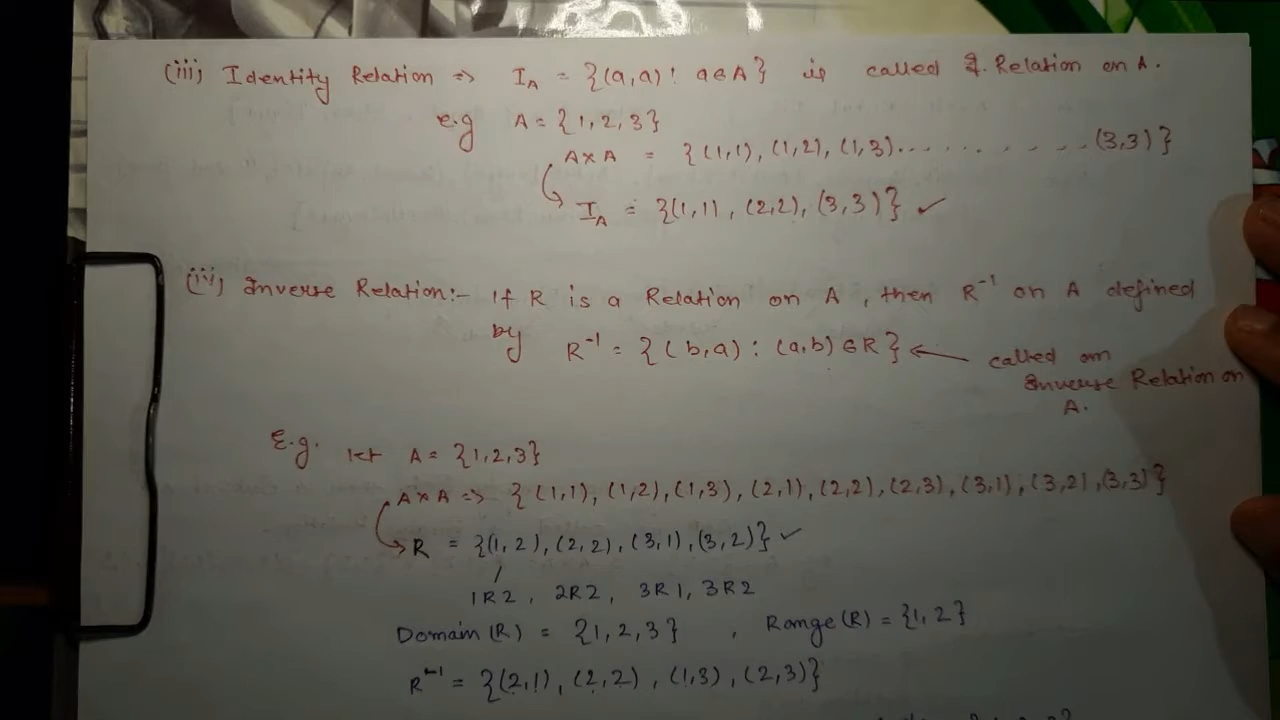 (iii) Identity Relation => I_A = {(a,a) : a∈A} is called I. Relation on A.
e.g A = {1,2,3}
A×A = {(1,1), (1,2), (1,3)............(3,3)}
I_A = {(1,1), (2,2), (3,3)} ✓
(iv) Inverse Relation:- If R is a Relation on A, then R⁻¹ on A defined
by R⁻¹ = {(b,a) : (a,b) ∈ R} ← called an
Inverse Relation on
A.
E.g. let A = {1,2,3}
A×A => {(1,1), (1,2), (1,3), (2,1), (2,2), (2,3), (3,1), (3,2), (3,3)}
R = {(1,2), (2,2), (3,1), (3,2)} ✓
1R2, 2R2, 3R1, 3R2
Domain (R) = {1,2,3} , Range (R) = {1,2}
R⁻¹ = {(2,1), (2,2), (1,3), (2,3)}